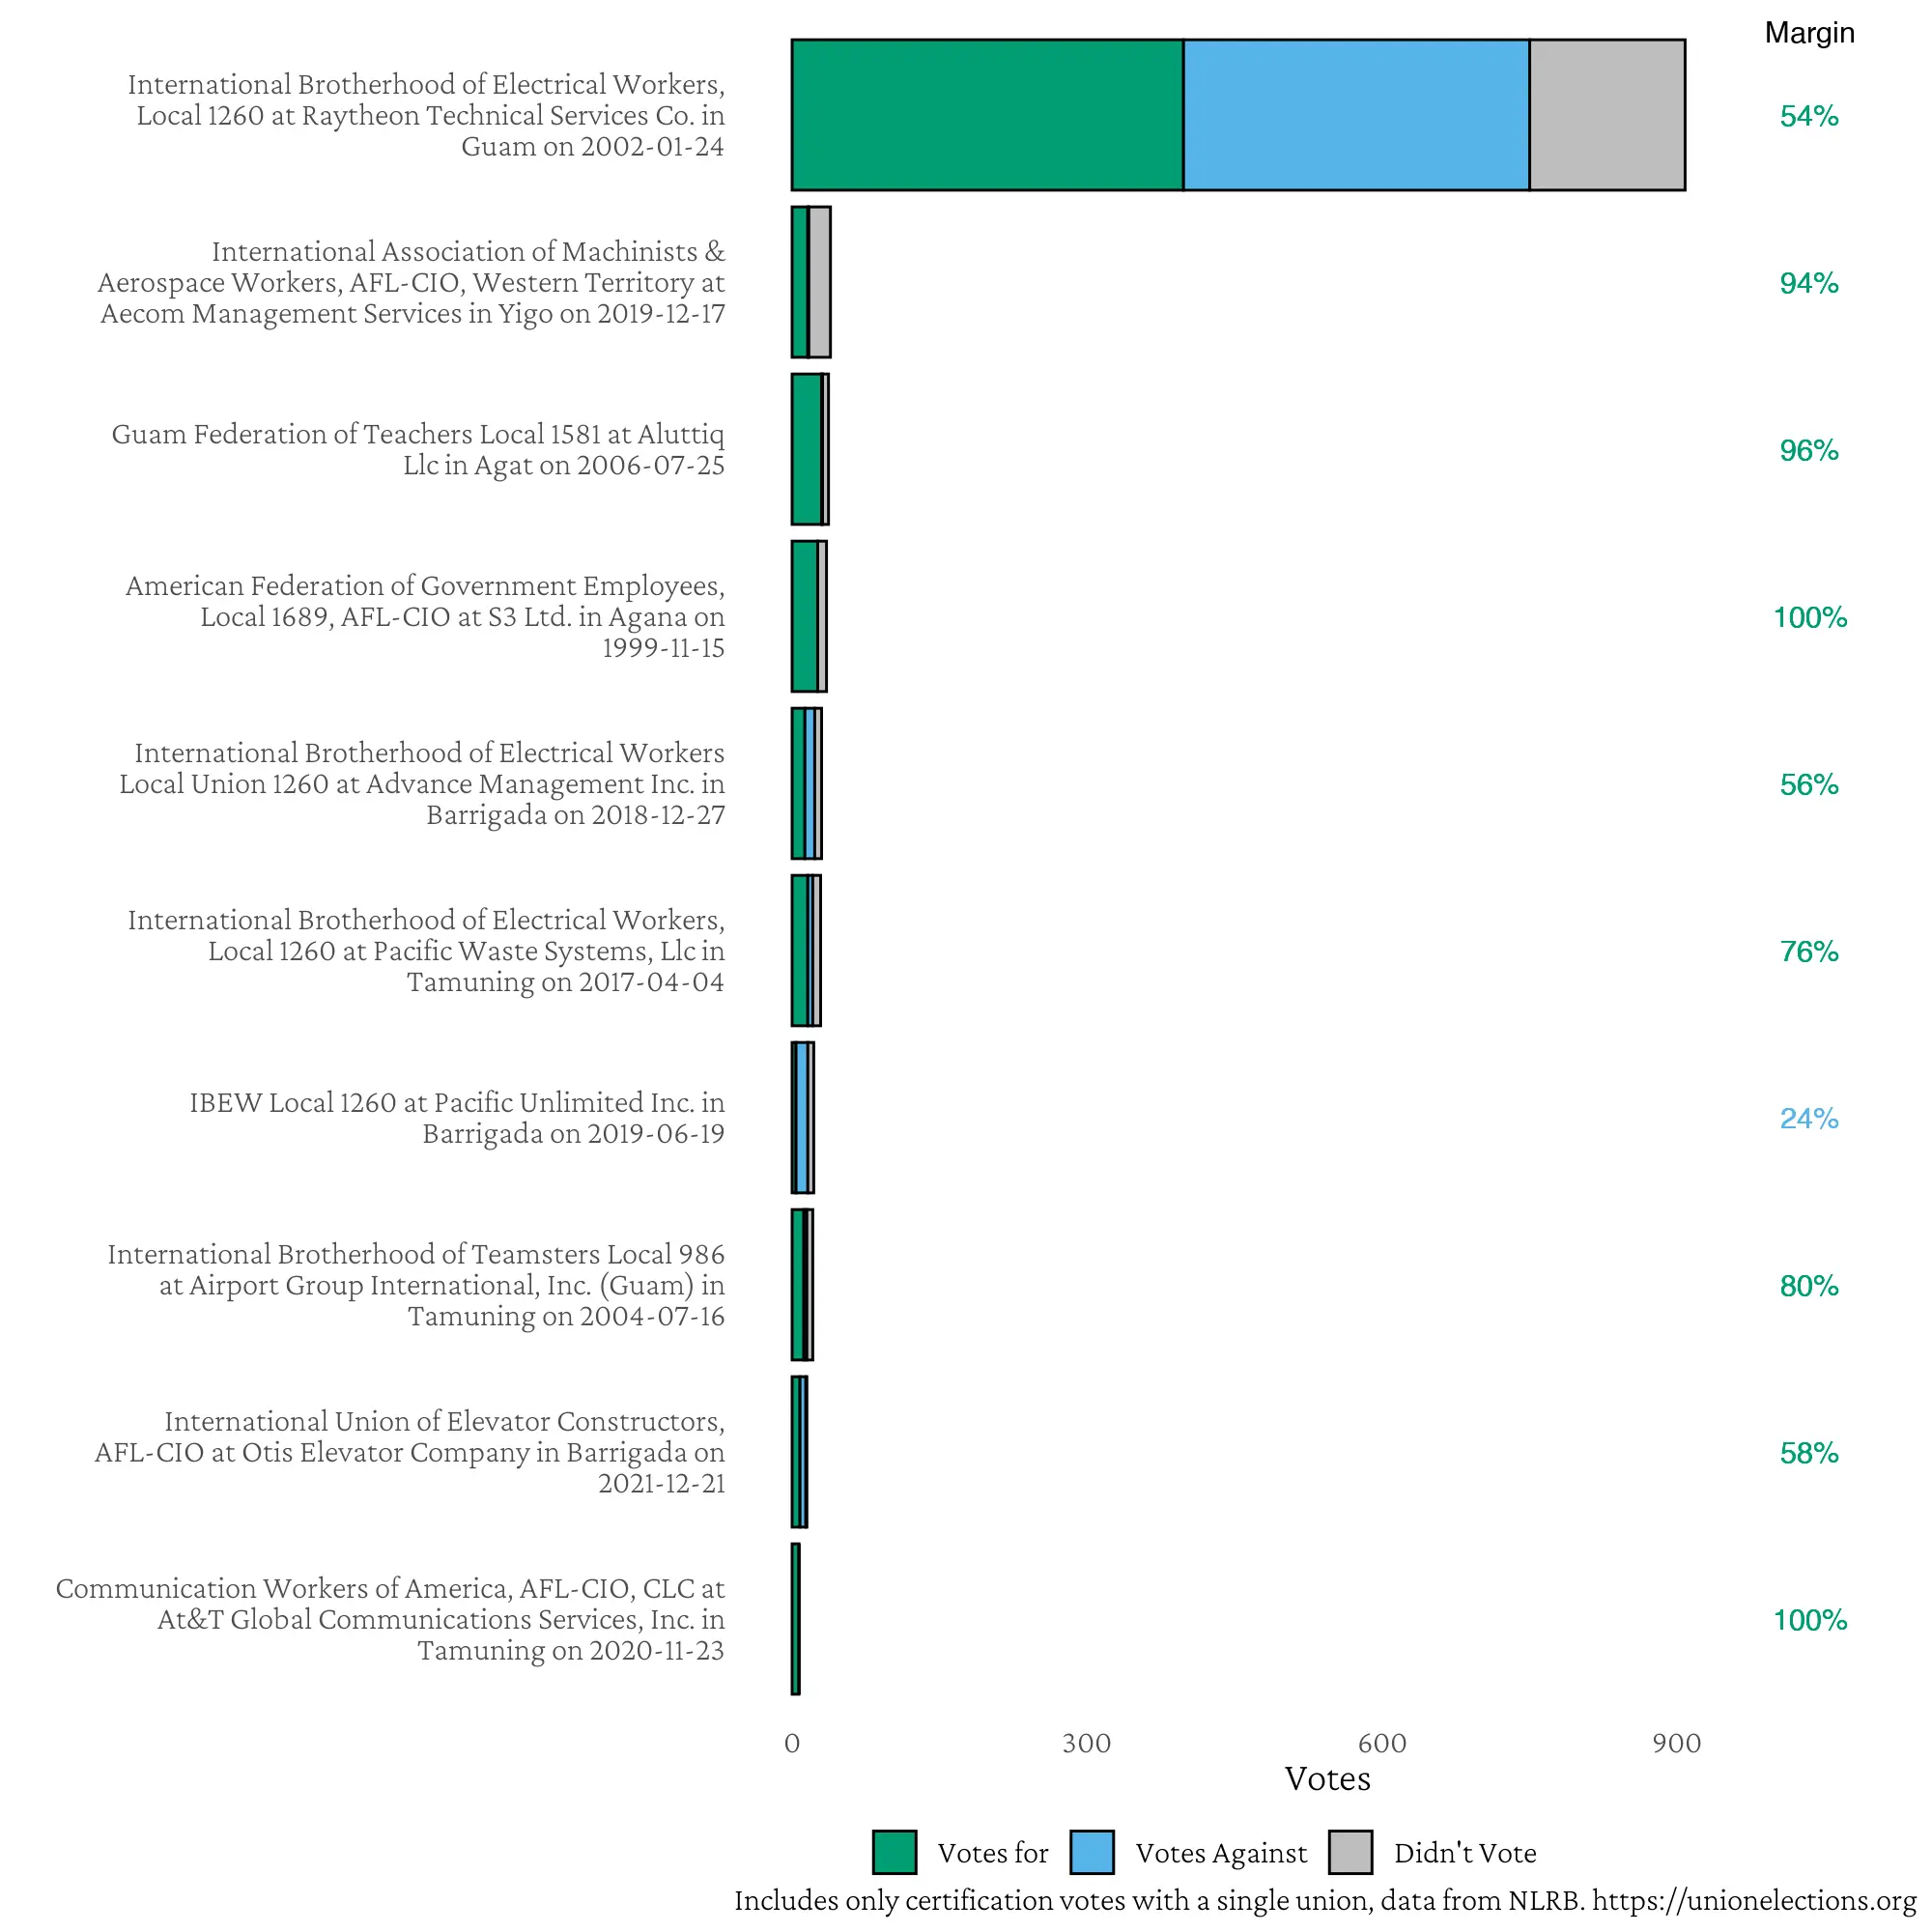 Margin
International Brotherhood of Electrical Workers,
Local 1260 at Raytheon Technical Services Co. in
Guam on 2002-01-24
54%
International Association of Machinists &
Aerospace Workers, AFL-CIO, Western Territory at
Aecom Management Services in Yigo on 2019-12-17
94%
Guam Federation of Teachers Local 1581 at Aluttiq
Llc in Agat on 2006-07-25
96%
American Federation of Government Employees,
Local 1689, AFL-CIO at S3 Ltd. in Agana on
1999-11-15
100%
International Brotherhood of Electrical Workers
Local Union 1260 at Advance Management Inc. in
Barrigada on 2018-12-27
56%
International Brotherhood of Electrical Workers,
Local 1260 at Pacific Waste Systems, Llc in
Tamuning on 2017-04-04
76%
IBEW Local 1260 at Pacific Unlimited Inc. in
Barrigada on 2019-06-19
24%
International Brotherhood of Teamsters Local 986
at Airport Group International, Inc. (Guam) in
Tamuning on 2004-07-16
80%
International Union of Elevator Constructors,
AFL-CIO at Otis Elevator Company in Barrigada on
2021-12-21
58%
Communication Workers of America, AFL-CIO, CLC at
At&T Global Communications Services, Inc. in
Tamuning on 2020-11-23
100%
0 300 600 900
Votes
Votes for Votes Against Didn't Vote
Includes only certification votes with a single union, data from NLRB. https://unionelections.org